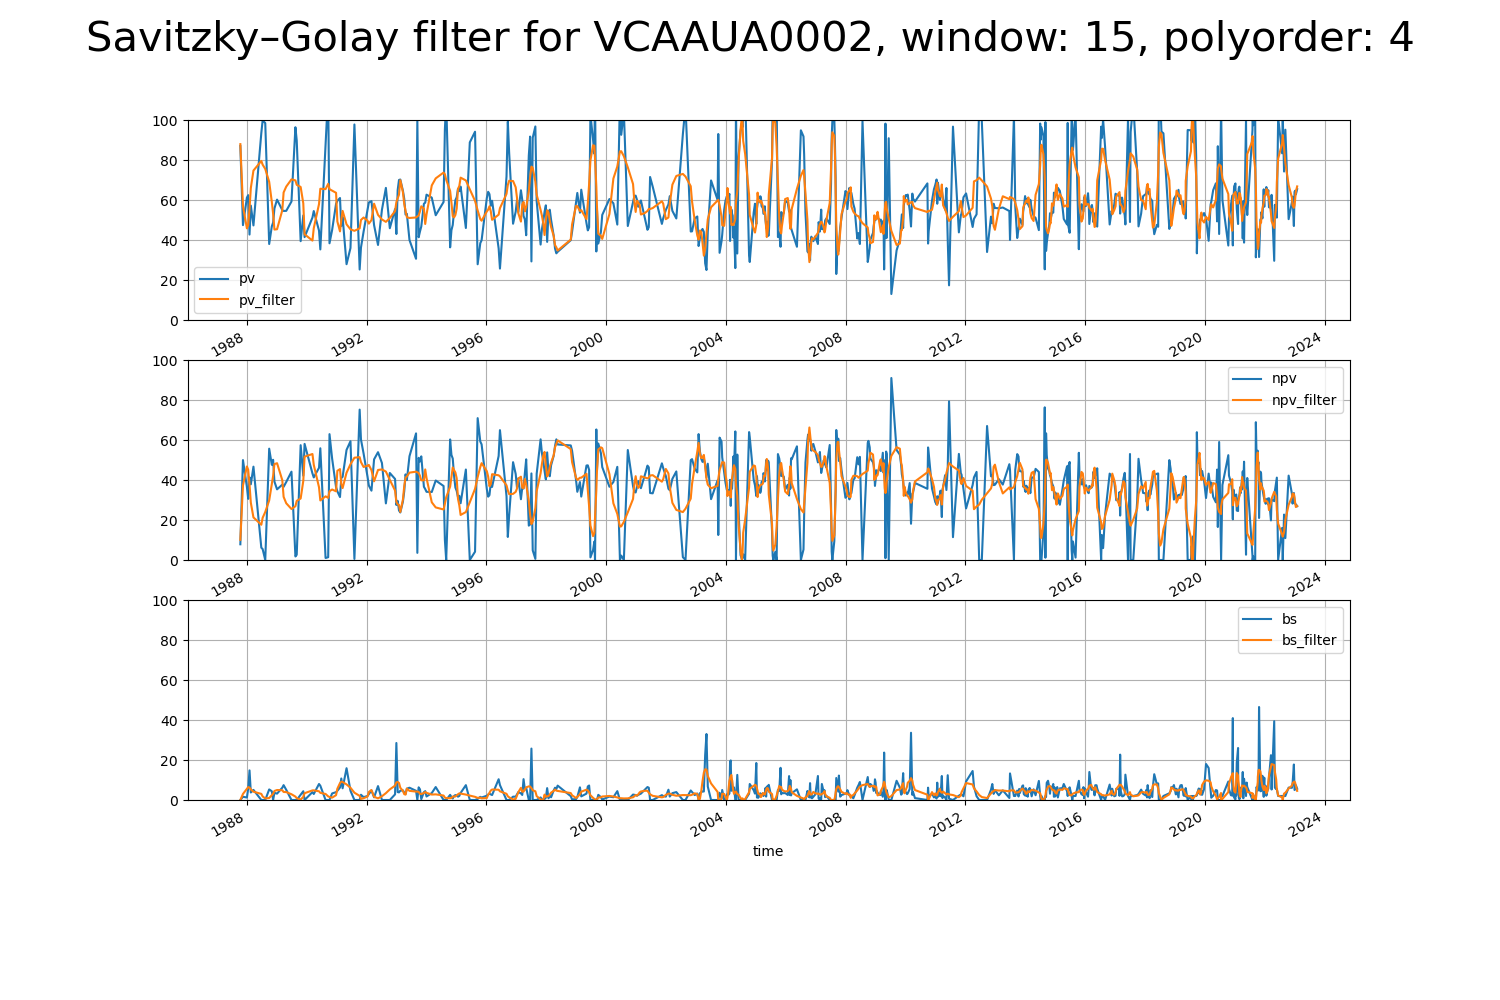 Savitzky–Golay filter for VCAAUA0002, window: 15, polyorder: 4
100
80
60
40
20
0
pv
pv_filter
1988 1992 1996 2000 2004 2008 2012 2016 2020 2024
100
80
60
40
20
0
npv
npv_filter
1988 1992 1996 2000 2004 2008 2012 2016 2020 2024
100
80
60
40
20
0
bs
bs_filter
1988 1992 1996 2000 2004 2008 2012 2016 2020 2024
time